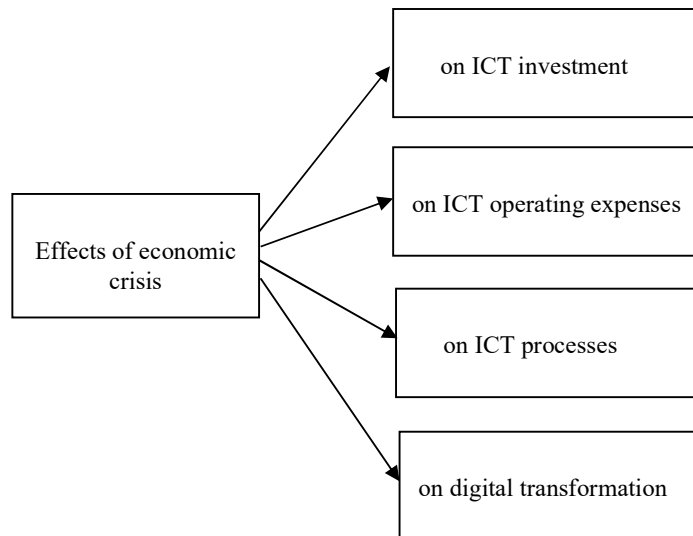 on ICT investment
on ICT operating expenses
Effects of economic
crisis
on ICT processes
on digital transformation